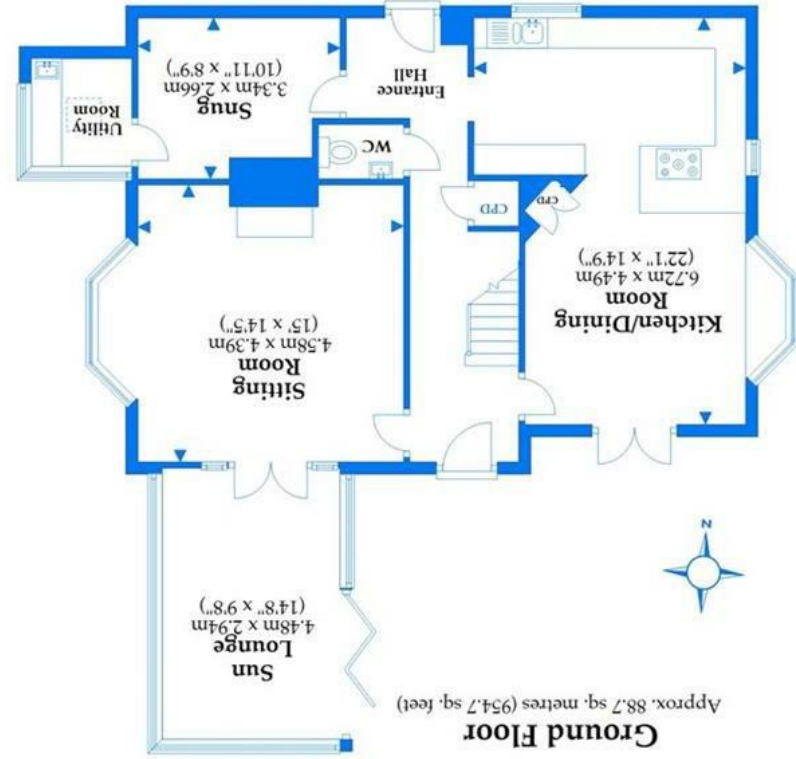 Ground Floor
Approx. 88.7 sq. metres (954.7 sq. feet)
Sun
Lounge
4.48m x 2.94m
(14'8" x 9'8")
N
Kitchen/Dining
Room
6.72m x 4.49m
(22'1" x 14'9")
Sitting
Room
4.58m x 4.39m
(15' x 14'5")
CPD
CPD
WC
Entrance
Hall
Snug
3.34m x 2.66m
(10'11" x 8'9")
Utility
Room